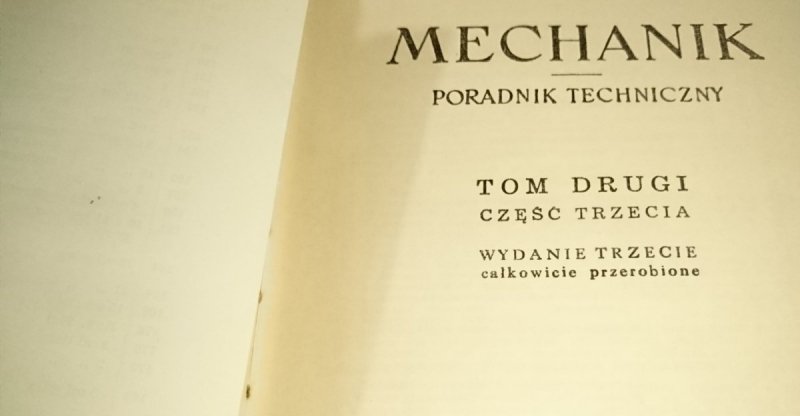 MECHANIK
PORADNIK TECHNICZNY
TOM DRUGI
CZĘŚĆ TRZECIA
WYDANIE TRZECIE
całkowicie przerobione